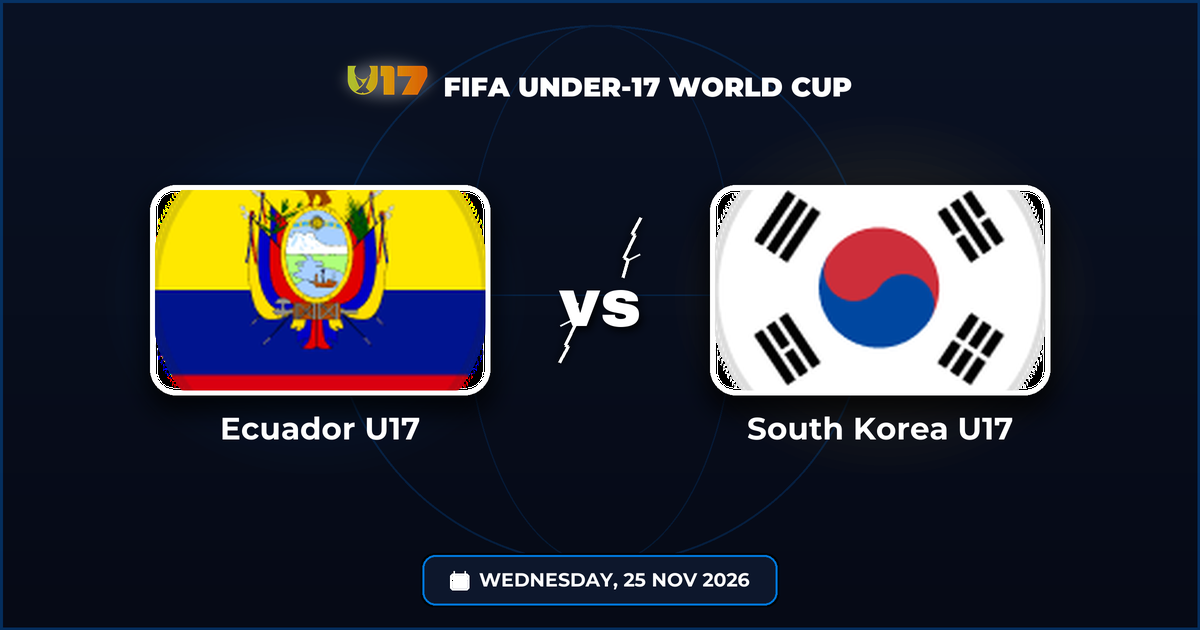 U17 FIFA UNDER-17 WORLD CUP
VS
Ecuador U17
South Korea U17
WEDNESDAY, 25 NOV 2026